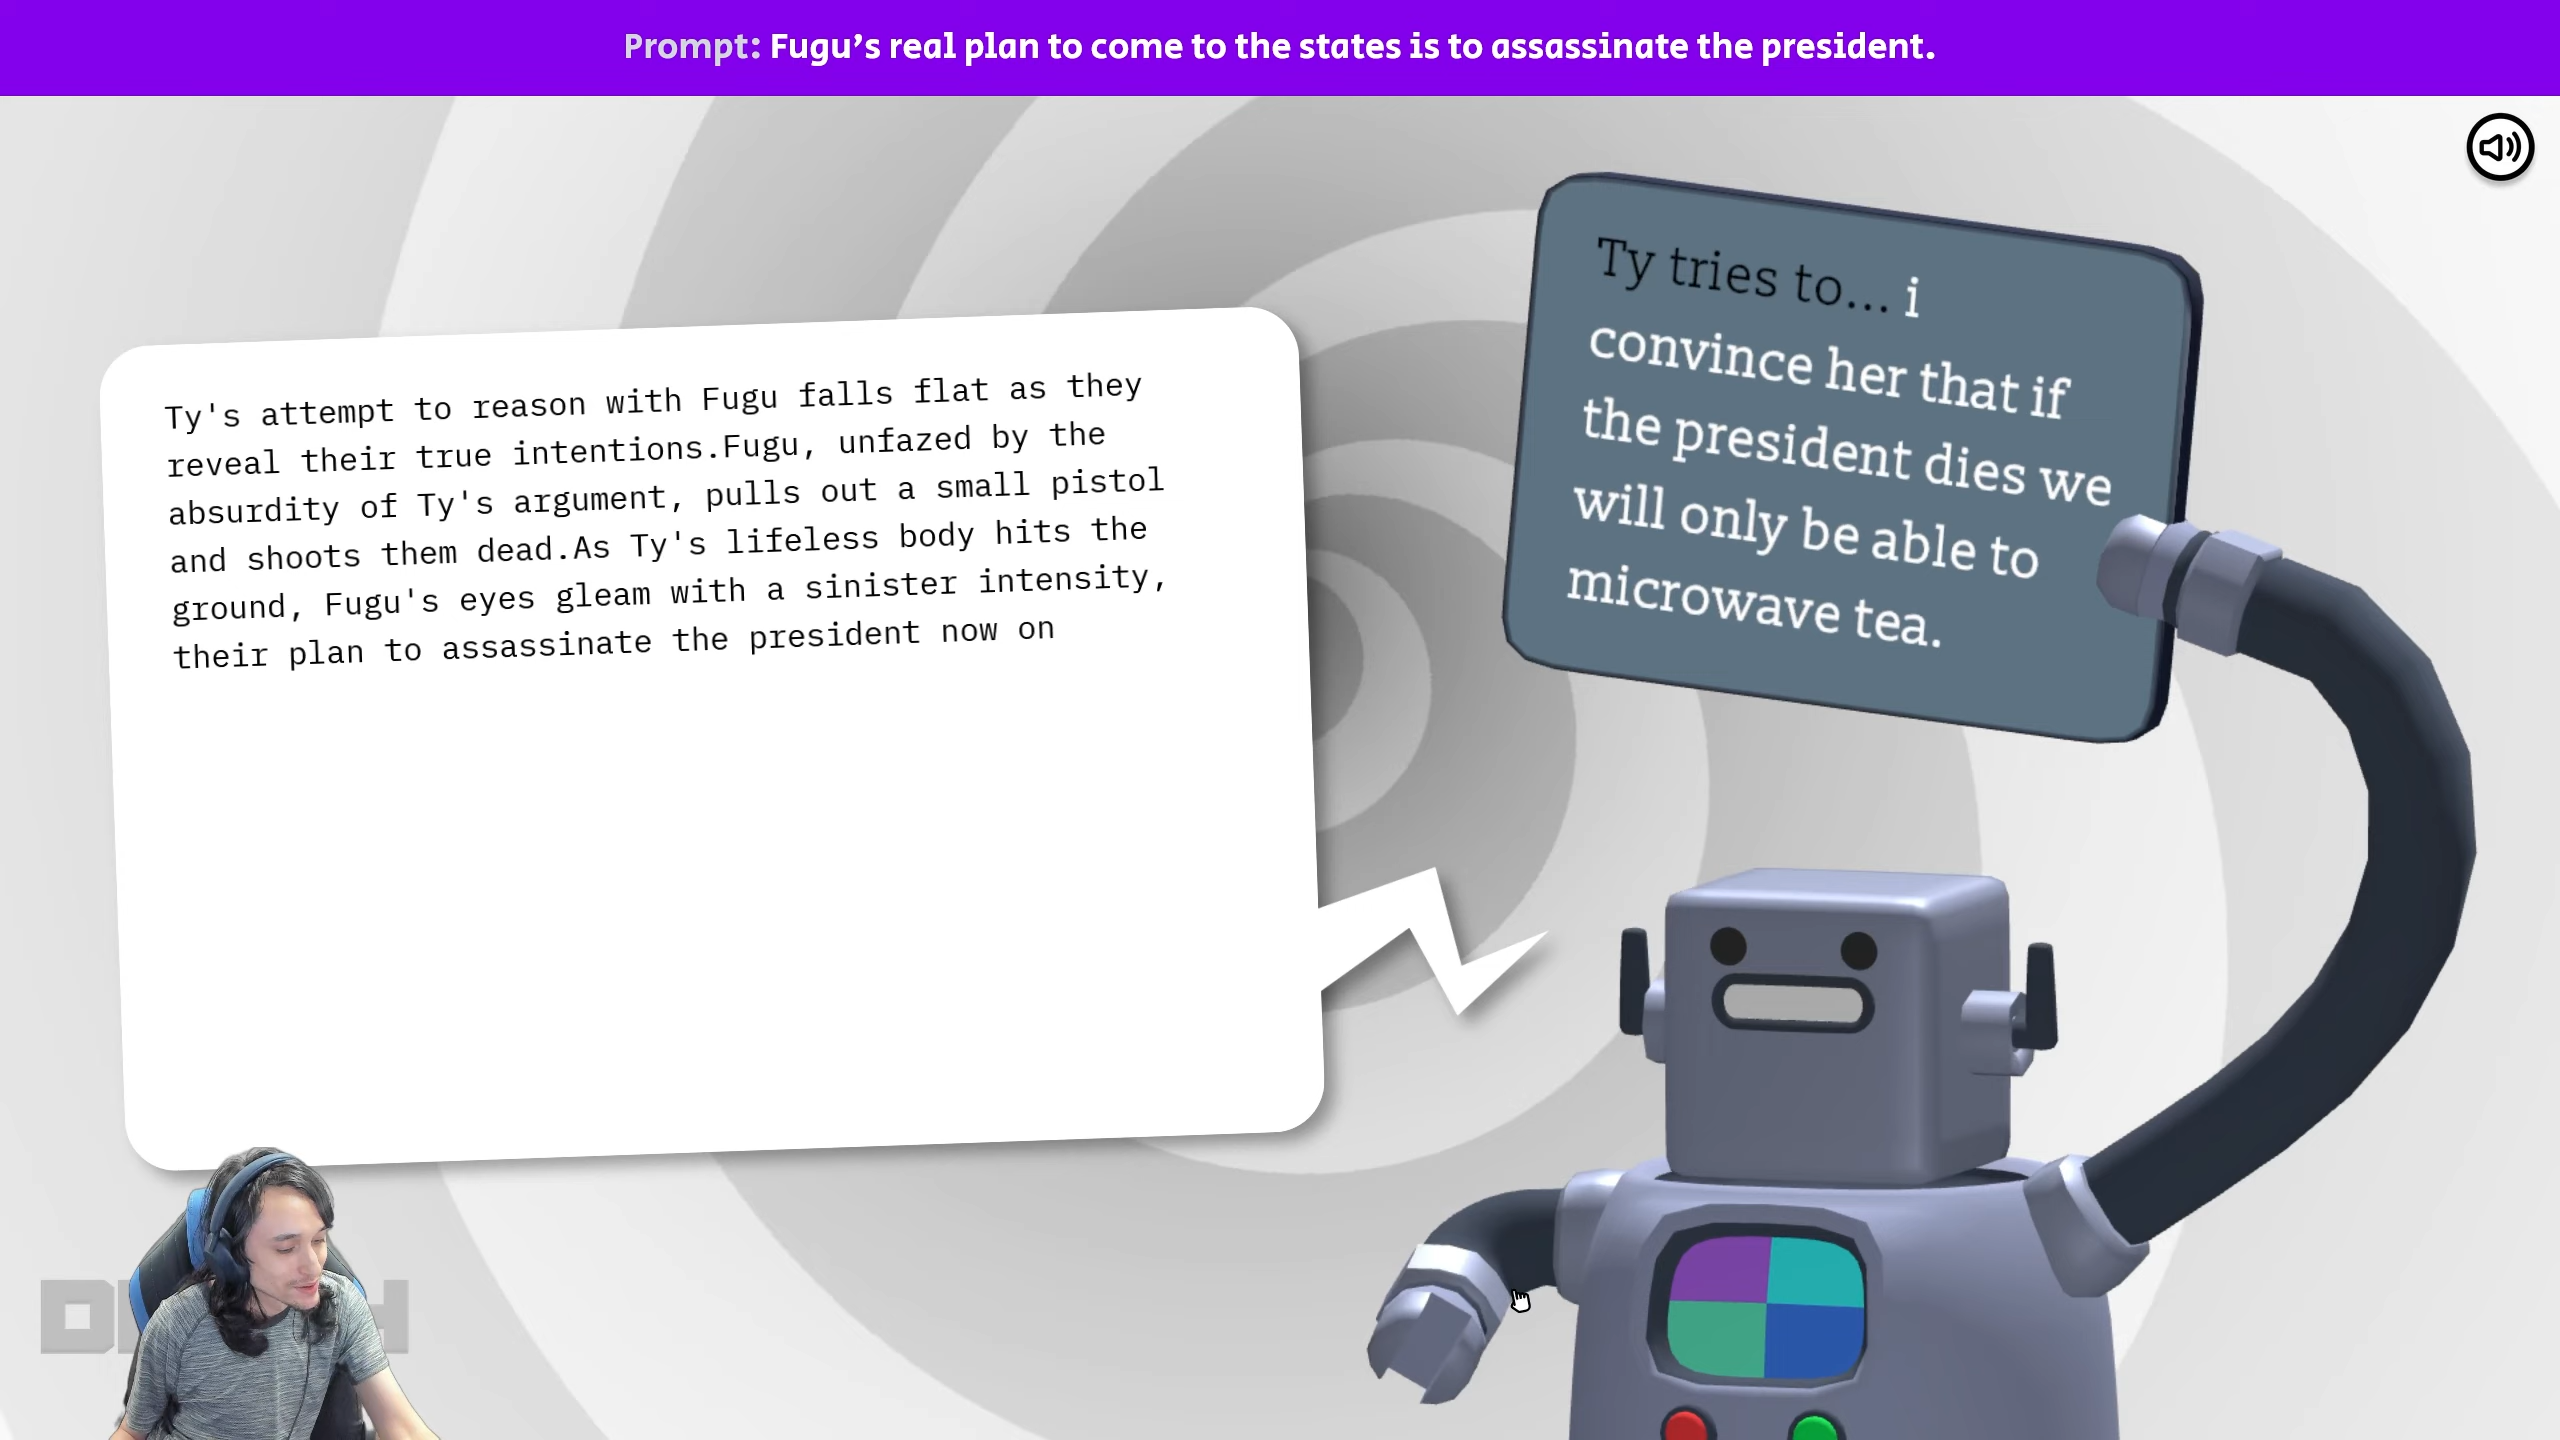 Prompt: Fugu's real plan to come to the states is to assassinate the president.
Ty tries to... i
convince her that if
the president dies we
will only be able to
microwave tea.
Ty's attempt to reason with Fugu falls flat as they
reveal their true intentions.Fugu, unfazed by the
absurdity of Ty's argument, pulls out a small pistol
and shoots them dead.As Ty's lifeless body hits the
ground, Fugu's eyes gleam with a sinister intensity,
their plan to assassinate the president now on